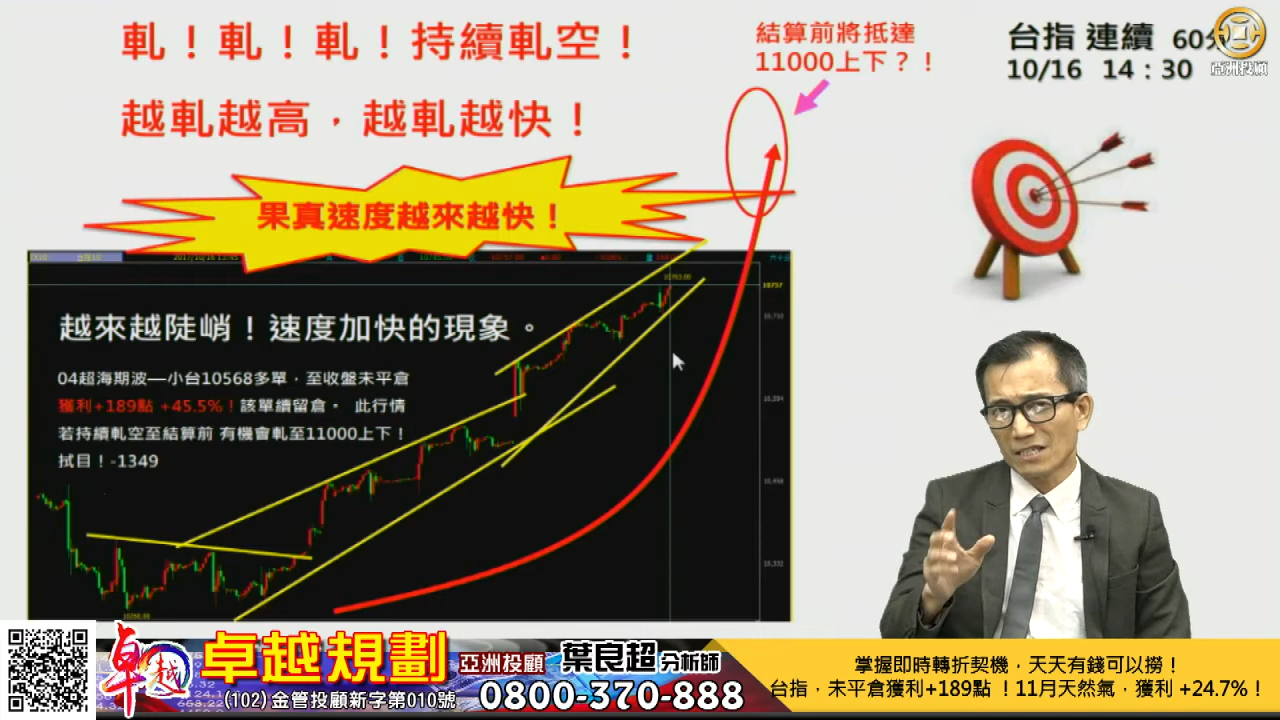 軋！軋！軋！持續軋空！
越軋越高，越軋越快！
結算前將抵達
11000上下？！
台指 連續 60分
10/16 14：30
亞洲投顧
果真速度越來越快！
10763.00
10757
越來越陡峭！速度加快的現象。
04超海期波—小台10568多單，至收盤未平倉
獲利+189點 +45.5%！該單續留倉。 此行情
若持續軋空至結算前 有機會軋至11000上下！
拭目！-1349
卓越
卓越規劃
(102)金管投顧新字第010號
亞洲投顧 葉良超分析師
0800-370-888
掌握即時轉折契機，天天有錢可以撈！
台指，未平倉獲利+189點 ！11月天然氣，獲利 +24.7%！